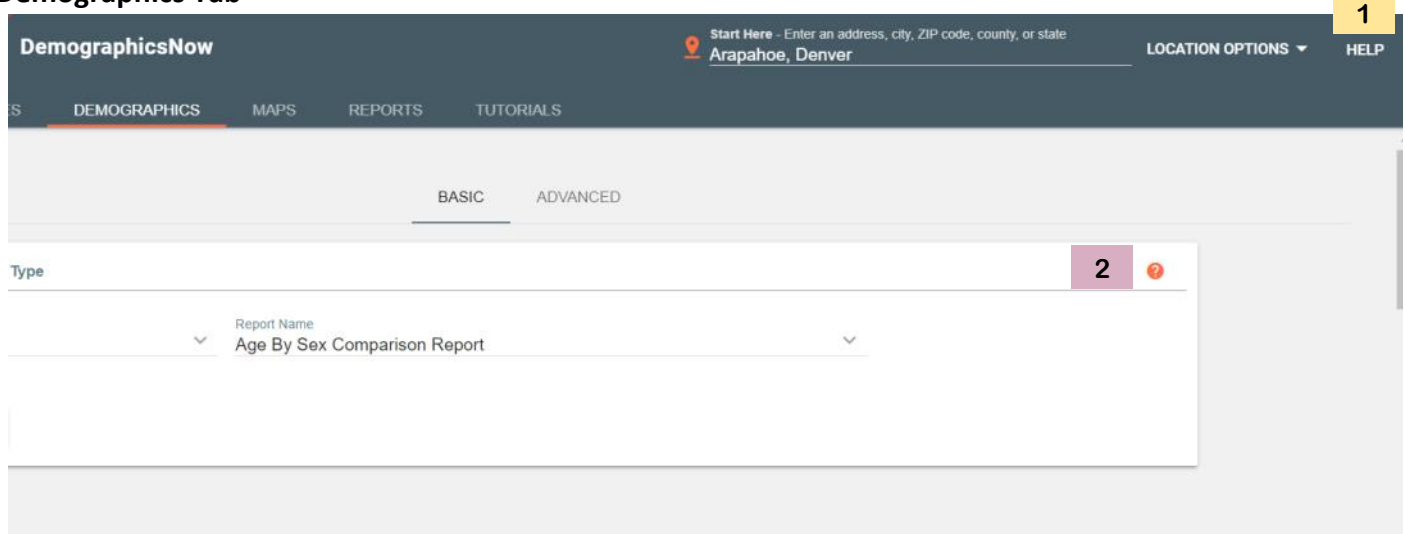 Demographics Tab
1
DemographicsNow
Start Here - Enter an address, city, ZIP code, county, or state
Arapahoe, Denver
LOCATION OPTIONS
HELP
S DEMOGRAPHICS MAPS REPORTS TUTORIALS
BASIC ADVANCED
Type
2
?
Report Name
Age By Sex Comparison Report